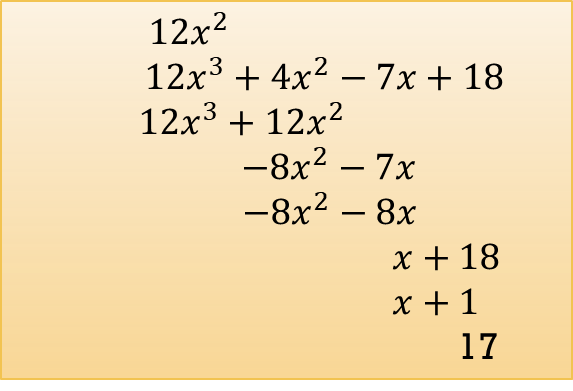 12x²
12x³ + 4x² − 7x + 18
12x³ + 12x²
−8x² − 7x
−8x² − 8x
x + 18
x + 1
17